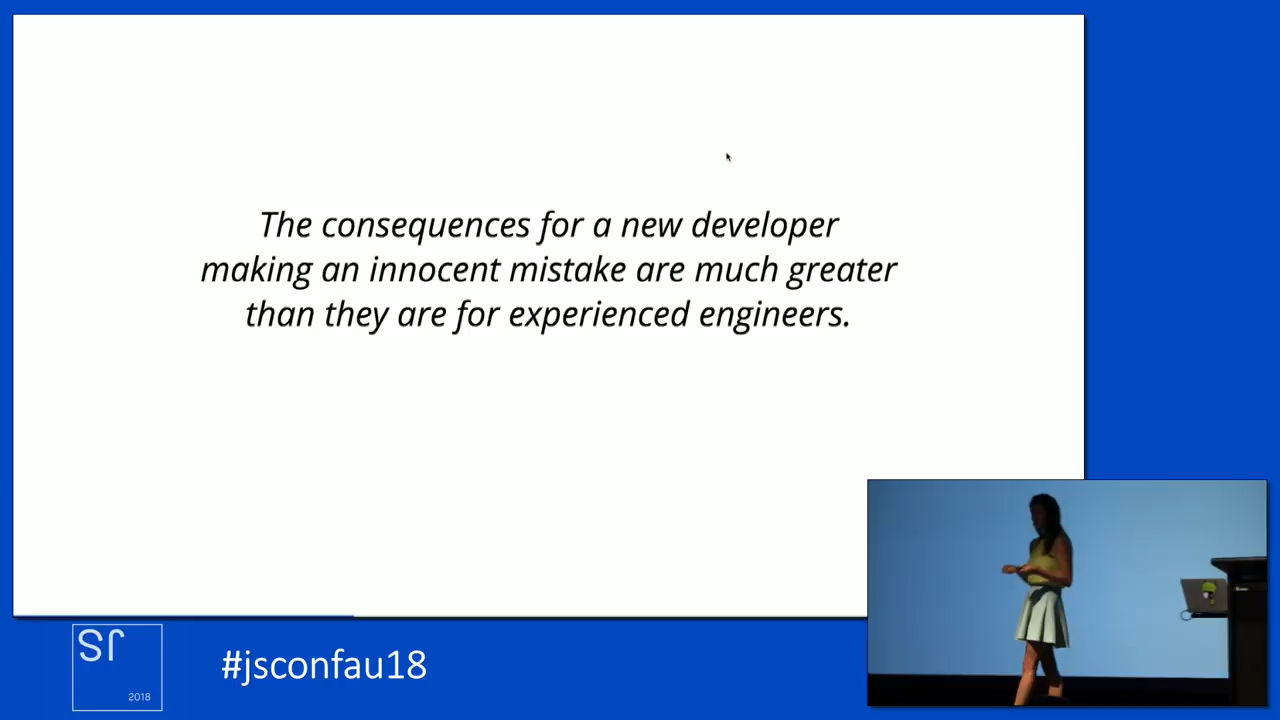 The consequences for a new developer
making an innocent mistake are much greater
than they are for experienced engineers.
2018
#jsconfau18